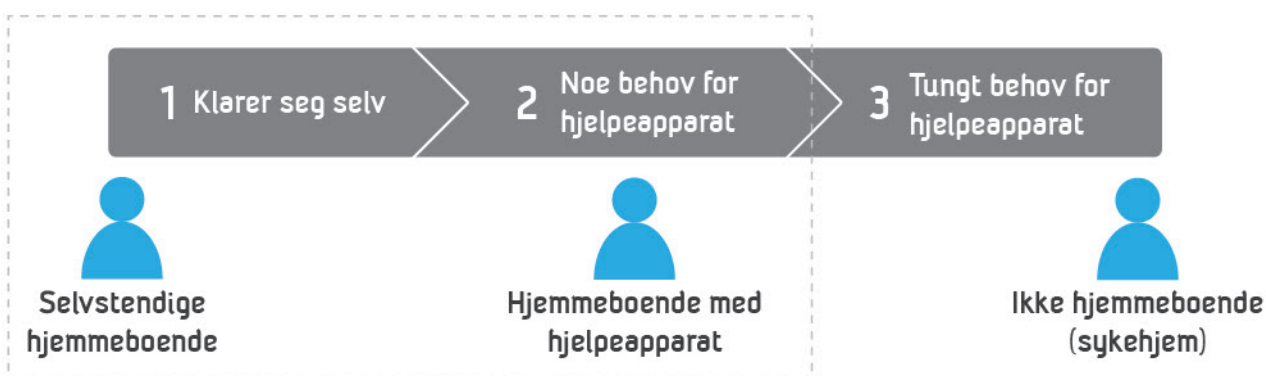 1 Klarer seg selv
2 Noe behov for
hjelpeapparat
3 Tungt behov for
hjelpeapparat
Selvstendige
hjemmeboende
Hjemmeboende med
hjelpeapparat
Ikke hjemmeboende
(sykehjem)